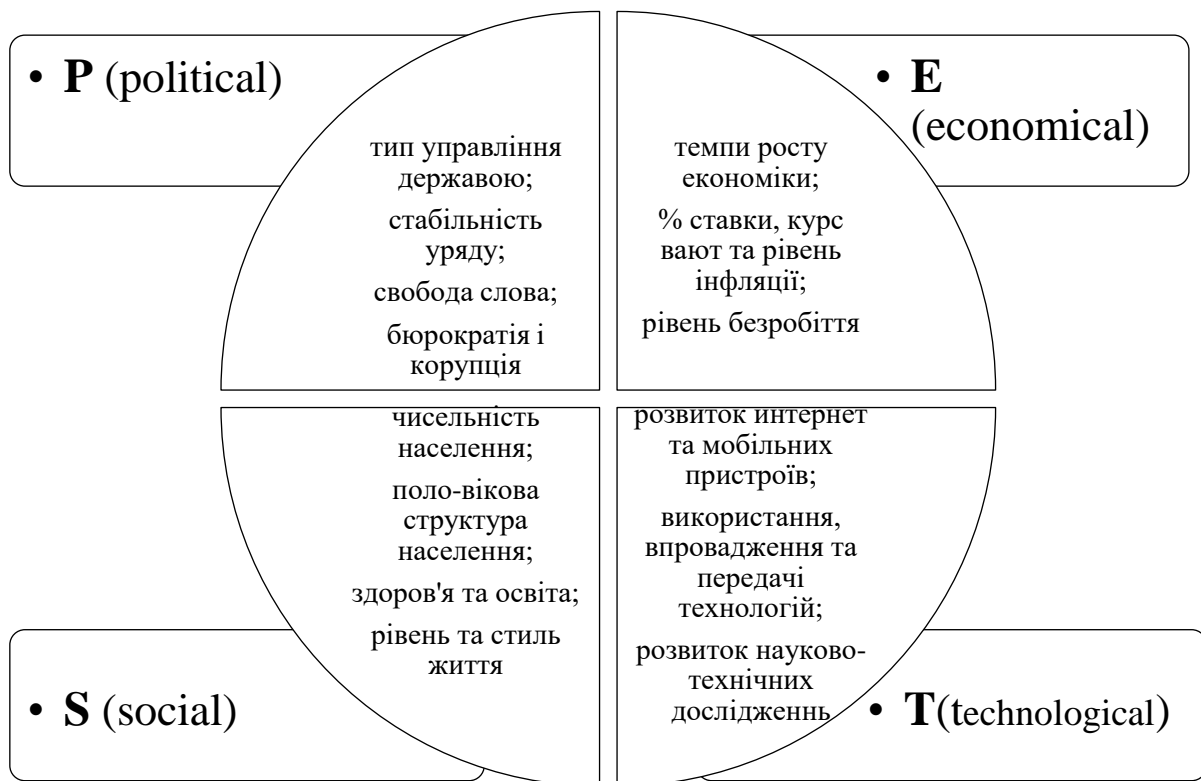 • P (political)
тип управління
державою;
стабільність
уряду;
свобода слова;
бюрократія і
корупція
• E
(economical)
темпи росту
економіки;
% ставки, курс
вают та рівень
інфляції;
рівень безробіття
чисельність
населення;
поло-вікова
структура
населення;
здоров'я та освіта;
рівень та стиль
життя
• S (social)
розвиток интернет
та мобільних
пристроїв;
використання,
впровадження та
передачі
технологій;
розвиток науково-
технічних
дослідженнь
• T(technological)